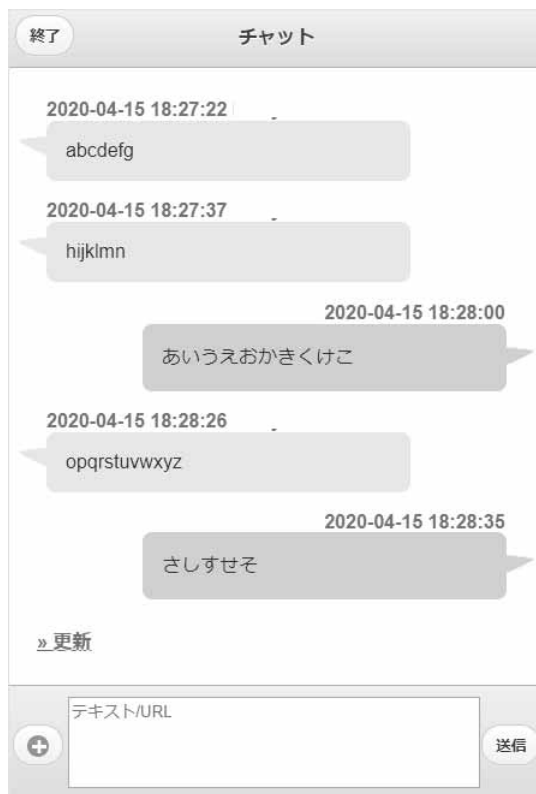 終了
チャット
2020-04-15 18:27:22
abcdefg
2020-04-15 18:27:37
hijklmn
2020-04-15 18:28:00
あいうえおかきくけこ
2020-04-15 18:28:26
opqrstuvwxyz
2020-04-15 18:28:35
さしすせそ
» 更新
テキスト/URL
送信